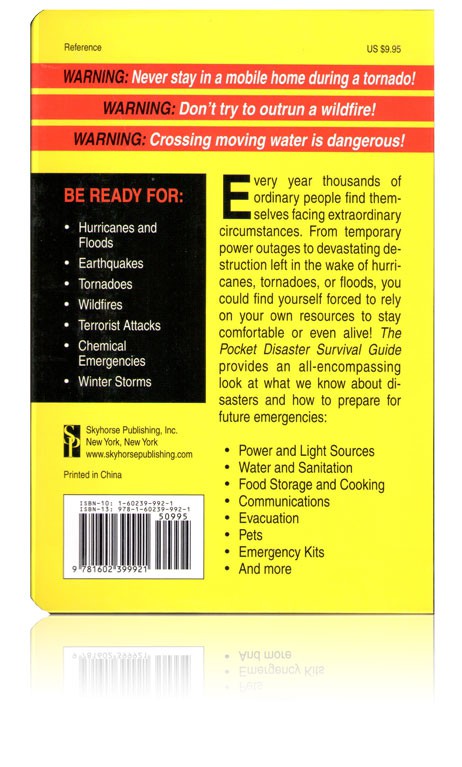 Reference
US $9.95
WARNING: Never stay in a mobile home during a tornado!
WARNING: Don't try to outrun a wildfire!
WARNING: Crossing moving water is dangerous!
BE READY FOR:
• Hurricanes and
Floods
• Earthquakes
• Tornadoes
• Wildfires
• Terrorist Attacks
• Chemical
Emergencies
• Winter Storms
Every year thousands of
ordinary people find them-
selves facing extraordinary
circumstances. From temporary
power outages to devastating de-
struction left in the wake of hurri-
canes, tornadoes, or floods, you
could find yourself forced to rely
on your own resources to stay
comfortable or even alive! The
Pocket Disaster Survival Guide
provides an all-encompassing
look at what we know about di-
sasters and how to prepare for
future emergencies:
• Power and Light Sources
• Water and Sanitation
• Food Storage and Cooking
• Communications
• Evacuation
• Pets
• Emergency Kits
• And more
SP
Skyhorse Publishing, Inc.
New York, New York
www.skyhorsepublishing.com
Printed in China
ISBN-10: 1-60239-992-1
ISBN-13: 978-1-60239-992-1
50995
9 781602 399921
• And more
• Emergency Kits
• Pets